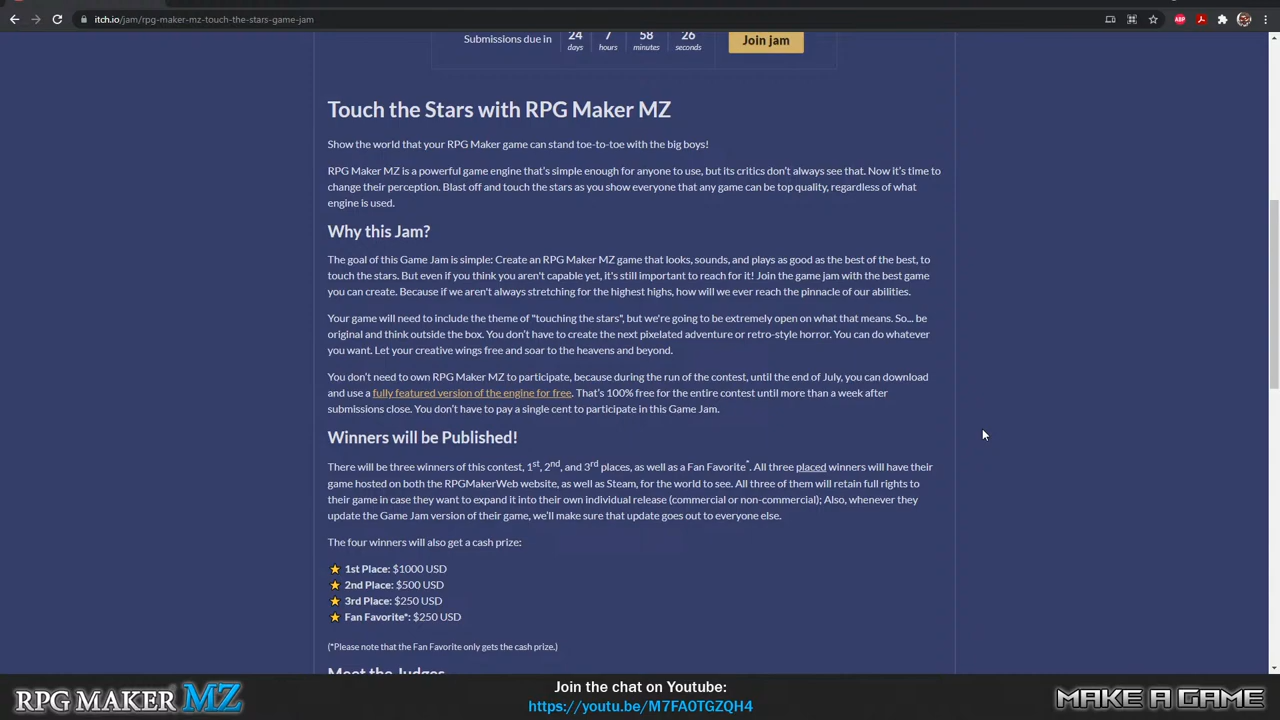 itch.io/jam/rpg-maker-mz-touch-the-stars-game-jam
ABP
Submissions due in
24
7
58
26
days
hours
minutes
seconds
Join jam
Touch the Stars with RPG Maker MZ
Show the world that your RPG Maker game can stand toe-to-toe with the big boys!
RPG Maker MZ is a powerful game engine that's simple enough for anyone to use, but its critics don't always see that. Now it's time to
change their perception. Blast off and touch the stars as you show everyone that any game can be top quality, regardless of what
engine is used.
Why this Jam?
The goal of this Game Jam is simple: Create an RPG Maker MZ game that looks, sounds, and plays as good as the best of the best, to
touch the stars. But even if you think you aren't capable yet, it's still important to reach for it! Join the game jam with the best game
you can create. Because if we aren't always stretching for the highest highs, how will we ever reach the pinnacle of our abilities.
Your game will need to include the theme of "touching the stars", but we're going to be extremely open on what that means. So... be
original and think outside the box. You don't have to create the next pixelated adventure or retro-style horror. You can do whatever
you want. Let your creative wings free and soar to the heavens and beyond.
You don't need to own RPG Maker MZ to participate, because during the run of the contest, until the end of July, you can download
and use a fully featured version of the engine for free. That's 100% free for the entire contest until more than a week after
submissions close. You don't have to pay a single cent to participate in this Game Jam.
Winners will be Published!
There will be three winners of this contest, 1st, 2nd, and 3rd places, as well as a Fan Favorite*. All three placed winners will have their
game hosted on both the RPGMakerWeb website, as well as Steam, for the world to see. All three of them will retain full rights to
their game in case they want to expand it into their own individual release (commercial or non-commercial); Also, whenever they
update the Game Jam version of their game, we'll make sure that update goes out to everyone else.
The four winners will also get a cash prize:
1st Place: $1000 USD
2nd Place: $500 USD
3rd Place: $250 USD
Fan Favorite*: $250 USD
(*Please note that the Fan Favorite only gets the cash prize.)
Meet the Judges
RPG MAKER MZ
Join the chat on Youtube:
https://youtu.be/M7FA0TGZQH4
MAKE A GAME